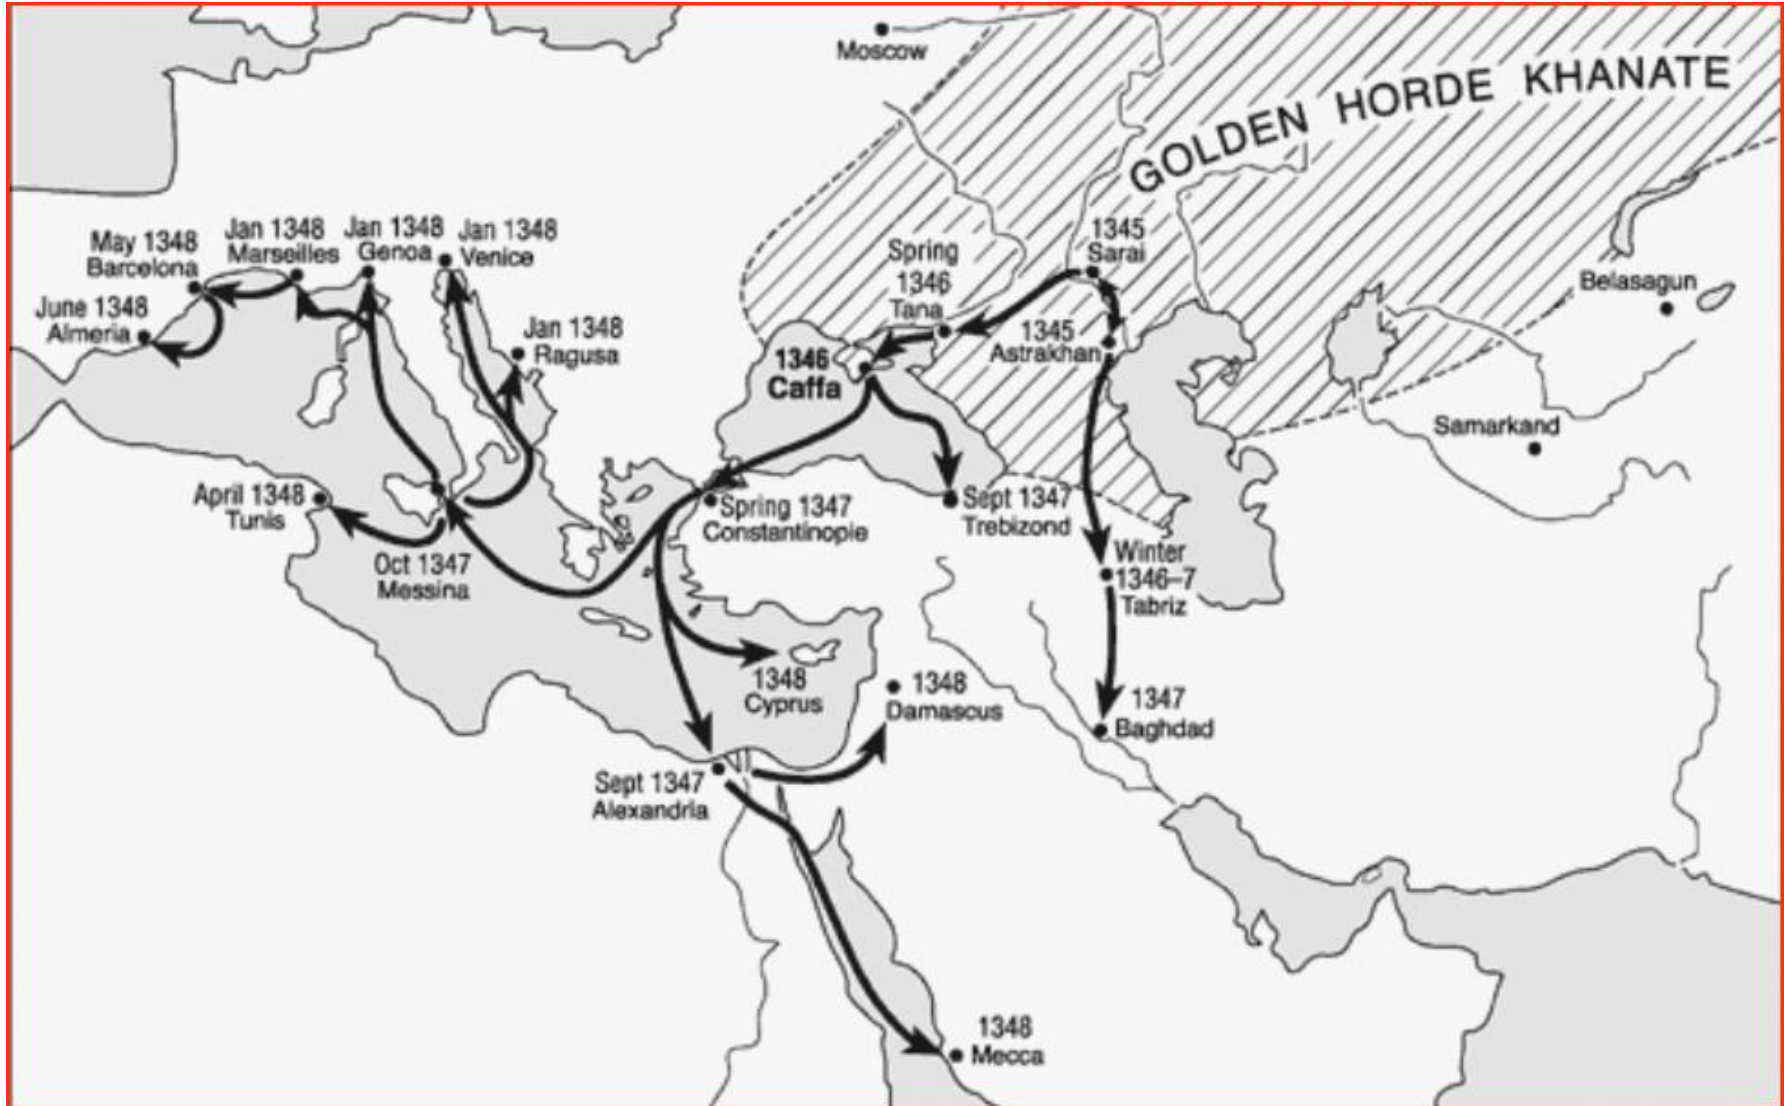 Moscow
GOLDEN HORDE KHANATE
May 1348
Barcelona
Jan 1348
Marseilles
Jan 1348
Genoa
Jan 1348
Venice
June 1348
Almeria
Jan 1348
Ragusa
Spring
1346
Tana
1345
Sarai
1345
Astrakhan
1346
Caffa
Belasagun
Samarkand
April 1348
Tunis
Oct 1347
Messina
Spring 1347
Constantinople
Sept 1347
Trebizond
Winter
1346–7
Tabriz
1348
Cyprus
1348
Damascus
1347
Baghdad
Sept 1347
Alexandria
1348
Mecca